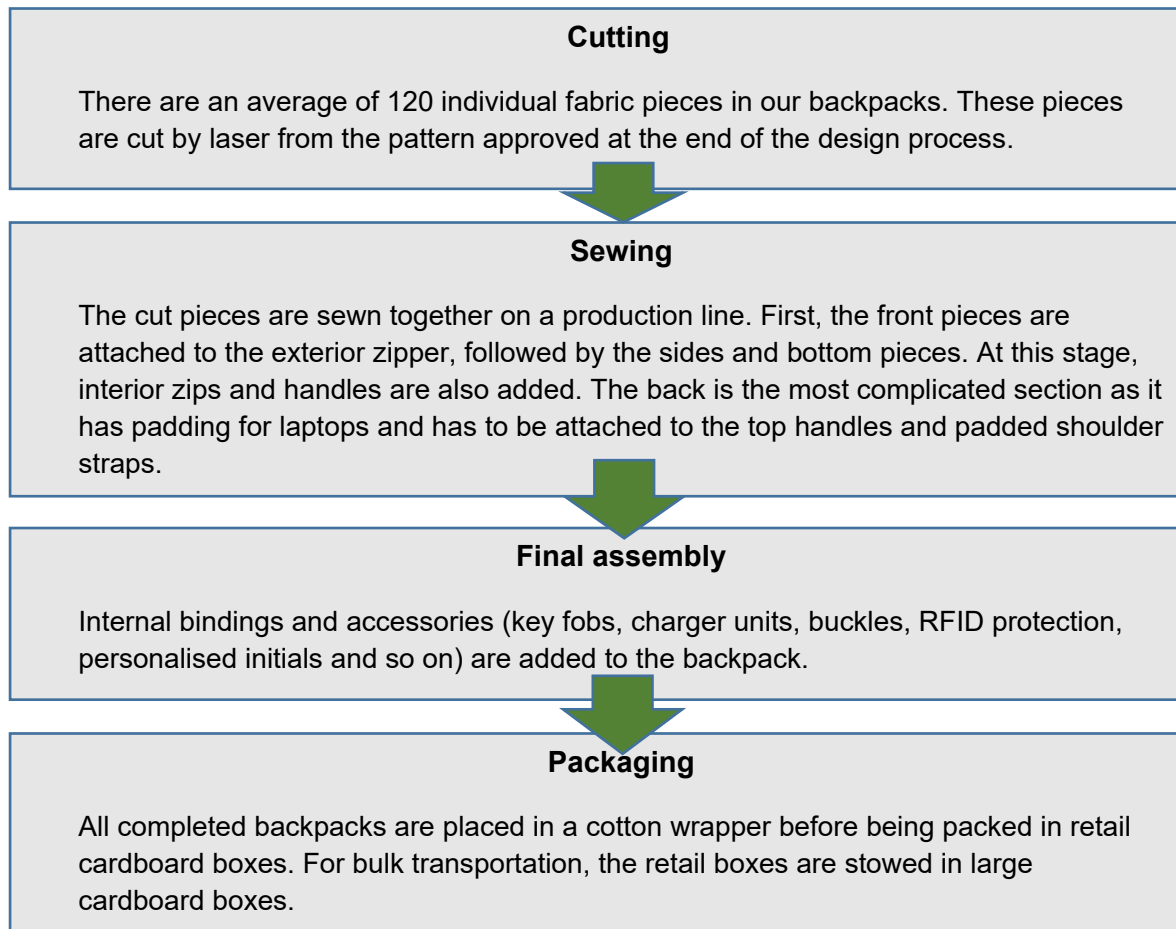 Cutting
There are an average of 120 individual fabric pieces in our backpacks. These pieces
are cut by laser from the pattern approved at the end of the design process.
Sewing
The cut pieces are sewn together on a production line. First, the front pieces are
attached to the exterior zipper, followed by the sides and bottom pieces. At this stage,
interior zips and handles are also added. The back is the most complicated section as it
has padding for laptops and has to be attached to the top handles and padded shoulder
straps.
Final assembly
Internal bindings and accessories (key fobs, charger units, buckles, RFID protection,
personalised initials and so on) are added to the backpack.
Packaging
All completed backpacks are placed in a cotton wrapper before being packed in retail
cardboard boxes. For bulk transportation, the retail boxes are stowed in large
cardboard boxes.